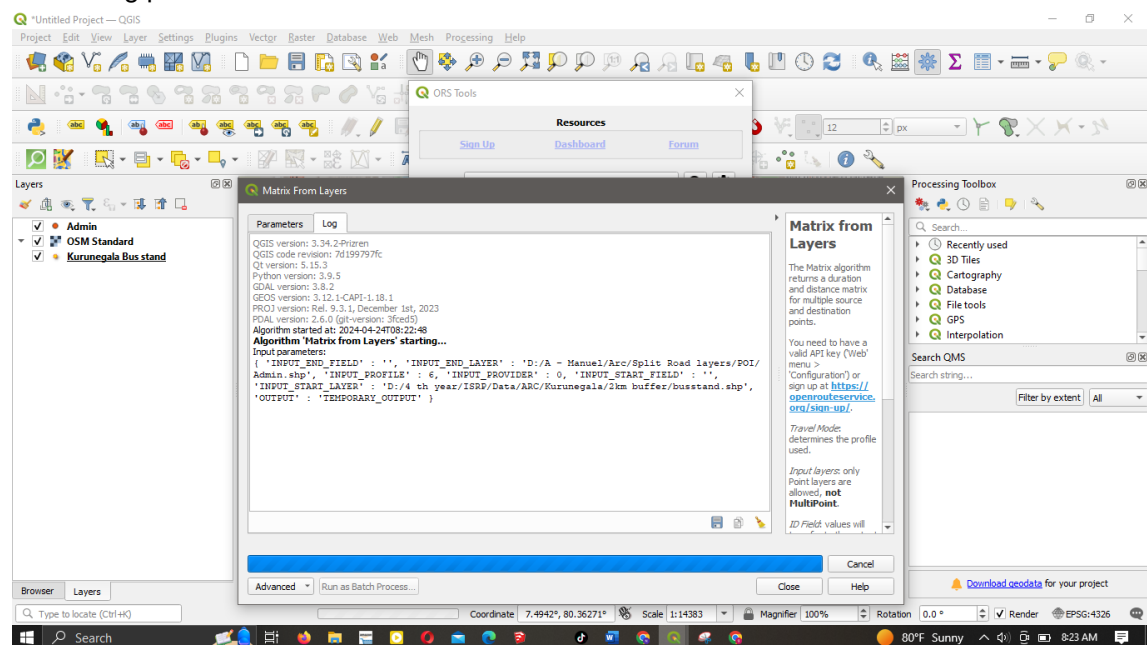 *Untitled Project — QGIS
Project Edit View Layer Settings Plugins Vector Raster Database Web Mesh Processing Help
ORS Tools
Resources
Sign Up Dashboard Forum
abc abc abc abc abc abc abc abc
12 px
Layers
Admin
OSM Standard
Kurunegala Bus stand
Matrix From Layers
Parameters Log
QGIS version: 3.34.2-Prizren
QGIS code revision: 7d199797fc
Qt version: 5.15.3
Python version: 3.9.5
GDAL version: 3.8.2
GEOS version: 3.12.1-CAPI-1.18.1
PROJ version: Rel. 9.3.1, December 1st, 2023
PDAL version: 2.6.0 (git-version: 3fced5)
Algorithm started at: 2024-04-24T08:22:48
Algorithm 'Matrix from Layers' starting...
Input parameters:
{ 'INPUT_END_FIELD' : '', 'INPUT_END_LAYER' : 'D:/A - Manuel/Arc/Split Road layers/POI/
Admin.shp', 'INPUT_PROFILE' : 6, 'INPUT_PROVIDER' : 0, 'INPUT_START_FIELD' : '',
'INPUT_START_LAYER' : 'D:/4 th year/ISRP/Data/ARC/Kurunegala/2km buffer/busstand.shp',
'OUTPUT' : 'TEMPORARY_OUTPUT' }
Matrix from
Layers
The Matrix algorithm
returns a duration
and distance matrix
for multiple source
and destination
points.
You need to have a
valid API key ('Web'
menu >
'Configuration') or
sign up at https://
openrouteservice.
org/sign-up/.
Travel Mode:
determines the profile
used.
Input layers: only
Point layers are
allowed, not
MultiPoint.
ID Field: values will
Cancel
Advanced Run as Batch Process... Close Help
Processing Toolbox
Search...
Recently used
3D Tiles
Cartography
Database
File tools
GPS
Interpolation
Search QMS
Search string...
Filter by extent All
Download geodata for your project
Browser Layers
Type to locate (Ctrl+K) Coordinate 7.4942°, 80.36271° Scale 1:14383 Magnifier 100% Rotation 0.0 ° Render EPSG:4326
Search 80°F Sunny 8:23 AM